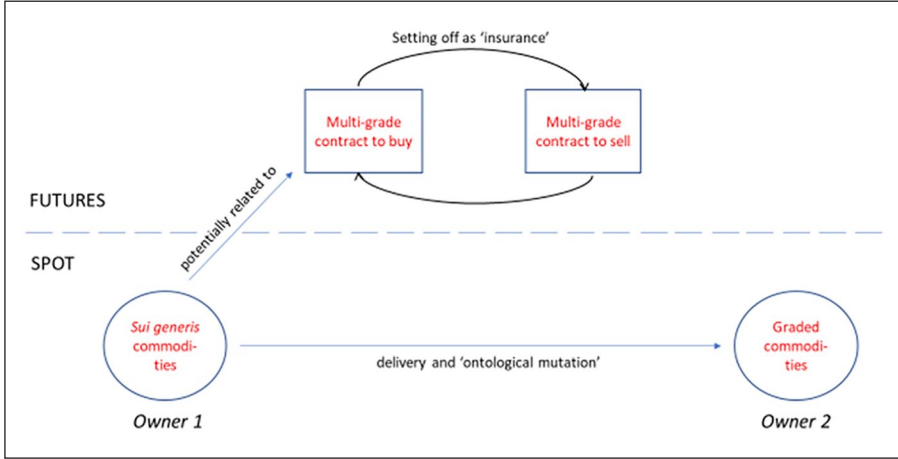 Setting off as ‘insurance’
Multi-grade
contract to buy
Multi-grade
contract to sell
potentially related to
FUTURES
SPOT
Sui generis
commodi-
ties
Graded
commodi-
ties
delivery and ‘ontological mutation’
Owner 1
Owner 2